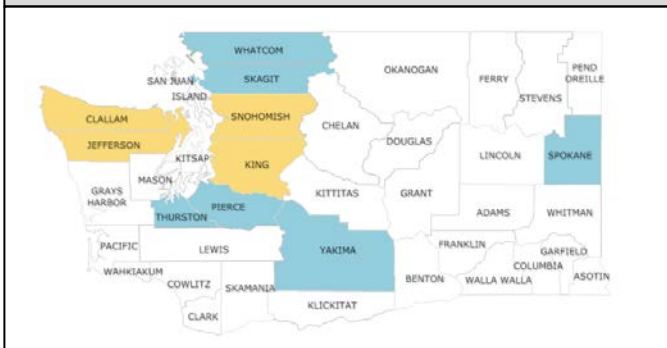 WHATCOM
OKANOGAN
PEND
OREILLE
FERRY
SAN JUAN
SKAGIT
STEVENS
ISLAND
CLALLAM
SNOHOMISH
CHELAN
DOUGLAS
JEFFERSON
KITSAP
KING
LINCOLN
SPOKANE
MASON
GRAYS
HARBOR
KITTITAS
GRANT
PIERCE
THURSTON
ADAMS
WHITMAN
PACIFIC
LEWIS
YAKIMA
FRANKLIN
GARFIELD
WAHKIAKUM
COLUMBIA
COWLITZ
SKAMANIA
BENTON
WALLA WALLA
ASOTIN
KLICKITAT
CLARK